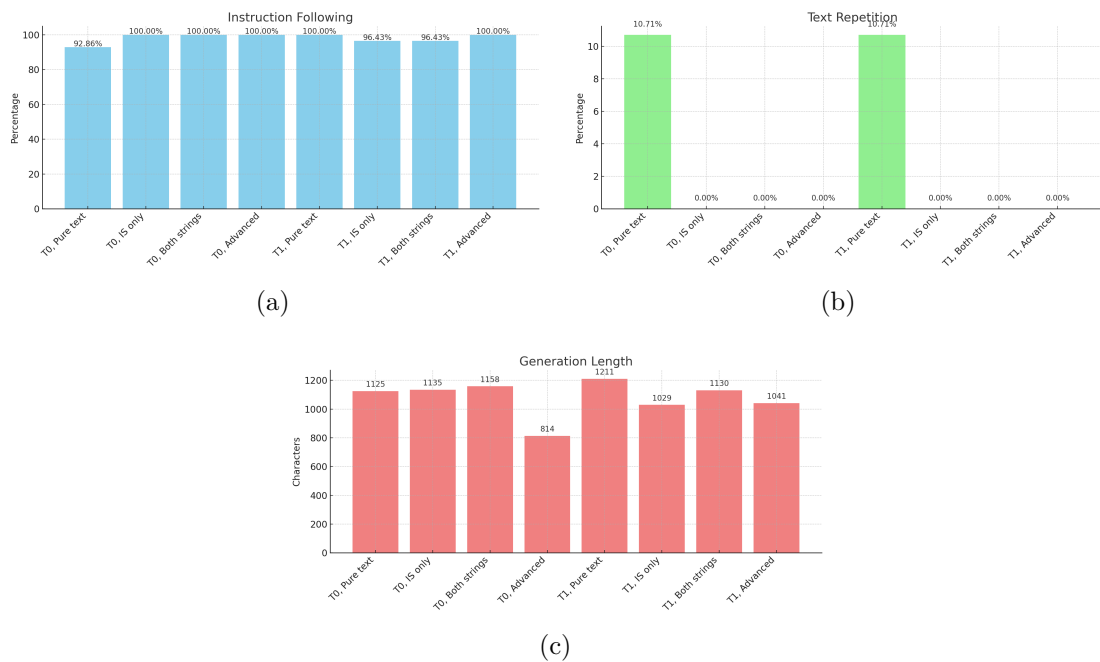 Instruction Following
100
80
60
40
20
0
Percentage
92.86%
100.00%
100.00%
100.00%
100.00%
96.43%
96.43%
100.00%
T0, Pure text
T0, IS only
T0, Both strings
T0, Advanced
T1, Pure text
T1, IS only
T1, Both strings
T1, Advanced
(a)
Text Repetition
10
8
6
4
2
0
Percentage
10.71%
0.00%
0.00%
0.00%
10.71%
0.00%
0.00%
0.00%
T0, Pure text
T0, IS only
T0, Both strings
T0, Advanced
T1, Pure text
T1, IS only
T1, Both strings
T1, Advanced
(b)
Generation Length
1200
1000
800
600
400
200
0
Characters
1125
1135
1158
814
1211
1029
1130
1041
T0, Pure text
T0, IS only
T0, Both strings
T0, Advanced
T1, Pure text
T1, IS only
T1, Both strings
T1, Advanced
(c)